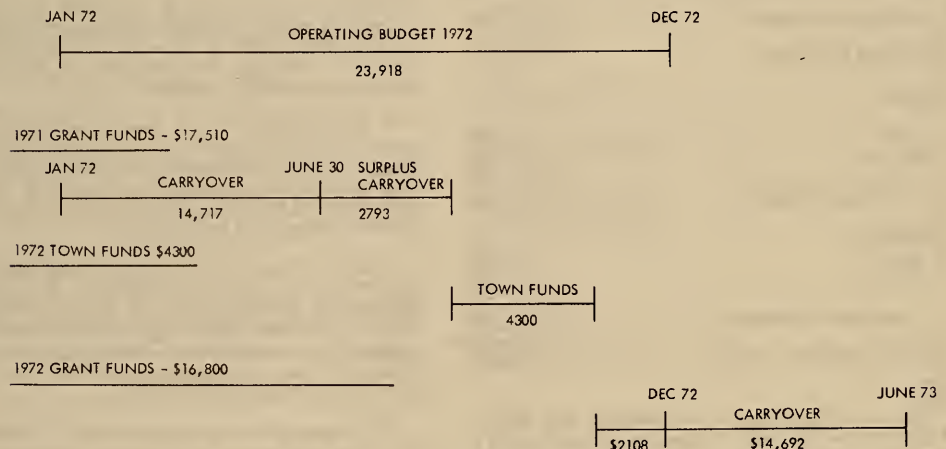 JAN 72 DEC 72
OPERATING BUDGET 1972
23,918
1971 GRANT FUNDS - $17,510
JAN 72 JUNE 30 SURPLUS
CARRYOVER CARRYOVER
14,717 2793
1972 TOWN FUNDS $4300
TOWN FUNDS
4300
1972 GRANT FUNDS - $16,800
DEC 72 JUNE 73
CARRYOVER
$2108 $14,692